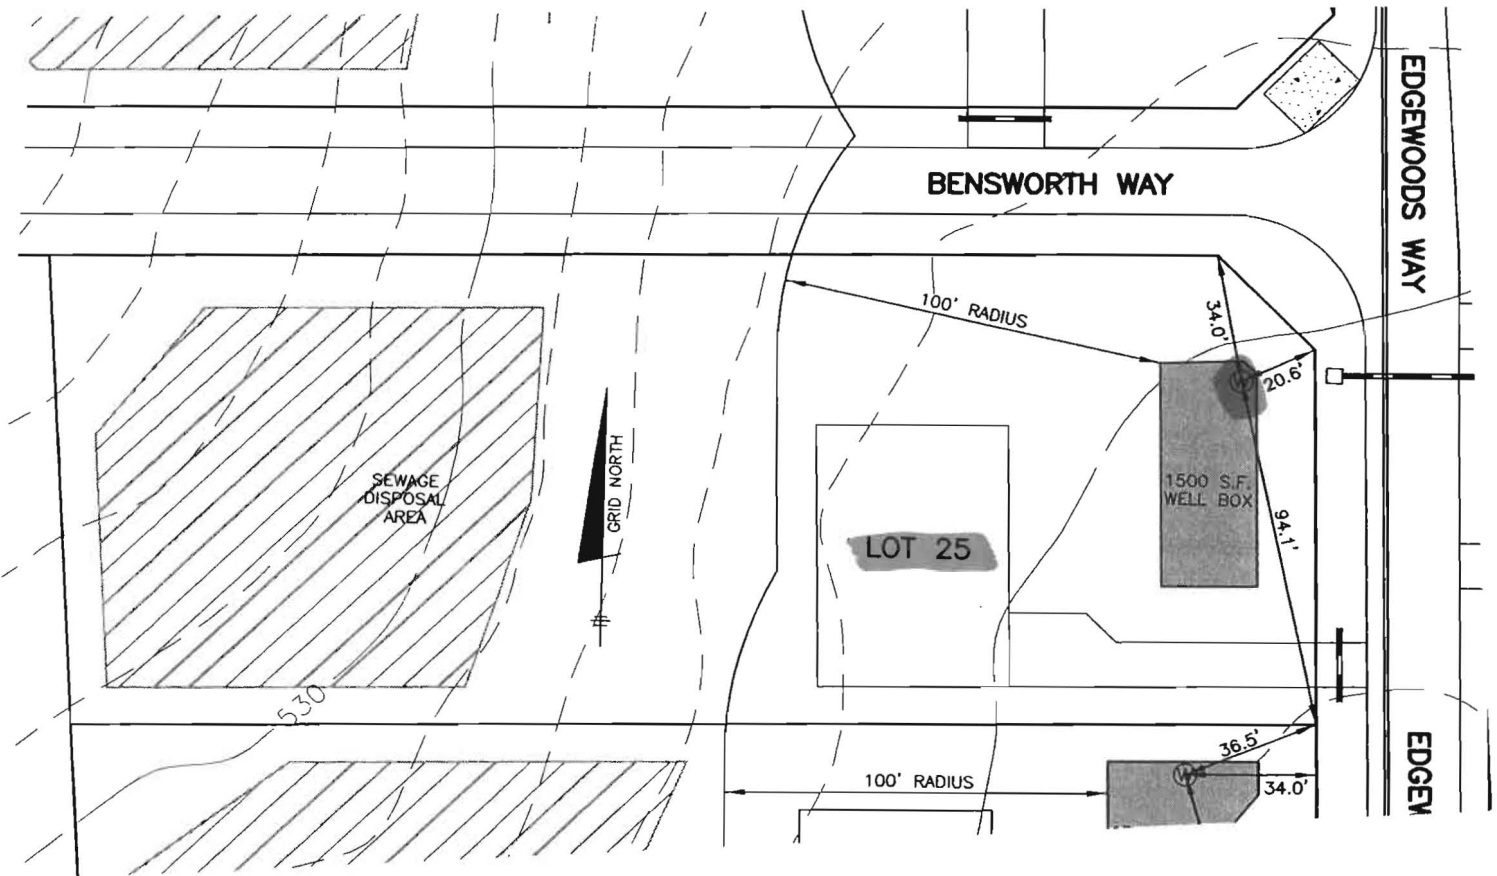 BENSWORTH WAY
EDGEWOODS WAY
100' RADIUS
34.0'
20.6'
GRID NORTH
SEWAGE
DISPOSAL
AREA
1500 S.F.
WELL BOX
94.1'
LOT 25
530
36.5'
100' RADIUS
34.0'
W
W